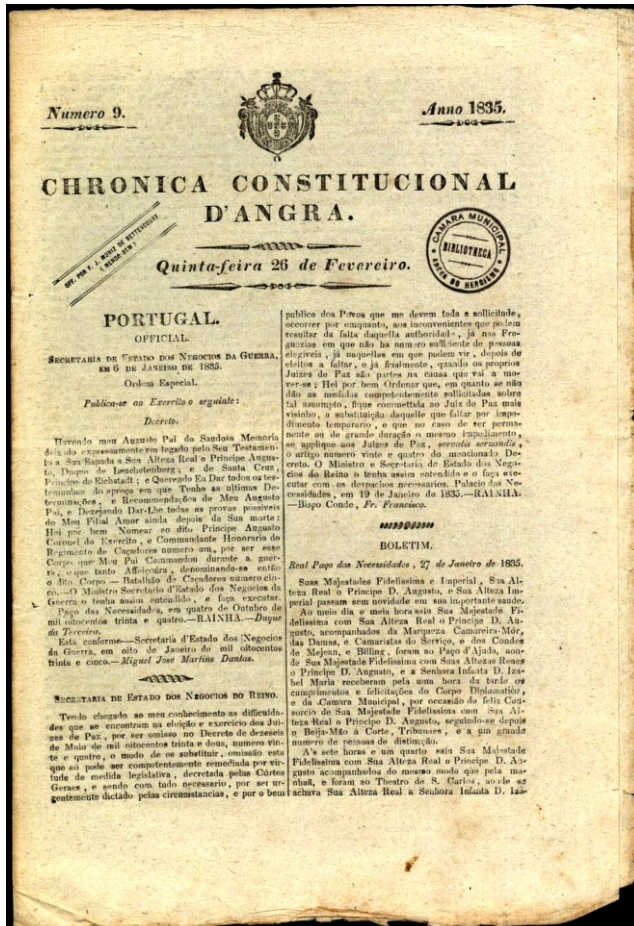 Numero 9.
Anno 1835.
CHRONICA CONSTITUCIONAL
D'ANGRA.
OFF. POR F. J. MONIZ DE BETTENCOURT
(MENDO-BEM)
CAMARA MUNICIPAL
BIBLIOTHECA
ANGRA DO HEROISMO
Quinta-feira 26 de Fevereiro.
PORTUGAL.
OFFICIAL.
SECRETARIA DE ESTADO DOS NEGOCIOS DA GUERRA,
EM 6 DE JANEIRO DE 1835.
Ordem Especial.
Publica-se ao Exercito o seguinte:
Decreto.
Havendo meu Augusto Pai de Saudosa Memoria
deixado expressamente em legado pelo Seu Testamen-
to a Sua Espada a Sua Alteza Real o Principe Augus-
to, Duque de Leuchetenburg, e de Santa Cruz,
Principe de Eichstadt; e Querendo Eu Dar todos os tes-
temunhos do apreço em que Tenho as ultimas De-
terminações, e Recommendações de Meu Augusto
Pai, e Dezejando Dar-lhe todas as provas possiveis
do Meu Filial Amor ainda depois da Sua morte:
Hei por bem Nomear ao dito Principe Augusto
Coronel do Exercito, e Commandante Honorario do
Regimento de Caçadores numero um, por ser esse
Corpo que Meu Pai Commandou durante a guer-
ra, e que tanto Affeiçoára, denominando-se então
o dito Corpo — Batalhão de Caçadores numero cin-
co.—O Ministro Secretario d'Estado dos Negocios da
Guerra o tenha assim entendido, e faça executar.
Paço das Necessidades, em quatro de Outubro de
mil oitocentos trinta e quatro.—RAINHA.—Duque
da Terceira.
Está conforme.—Secretaria d'Estado dos Negocios
da Guerra, em oito de Janeiro de mil oitocentos
trinta e cinco.—Miguel José Martins Dantas.
SECRETARIA DE ESTADO DOS NEGOCIOS DO REINO.
Tendo chegado ao meu conhecimento as difficulda-
des que se encontram na eleição e exercicio dos Jui-
zes de Paz, por ser omisso no Decreto de dezeseis
de Maio de mil oitocentos trinta e dous, numero vin-
te e quatro, o modo de os substituir, omissão esta
que só póde ser competentemente remediada por vir-
tude de medida legislativa, decretada pelas Côrtes
Geraes, e sendo com tudo necessario, por ser ur-
gentemente dictado pelas circumstancias, e por o bem
publico dos Povos que me devem toda a sollicitude,
occorrer por emquanto, aos inconvenientes que podem
resultar da falta daquella authoridade, já nas Fre-
guezias em que não ha numero sufficiente de pessoas
elegiveis, já naquellas em que podem vir, depois de
eleitos a faltar, e já finalmente, quando os proprios
Juizes de Paz são partes na causa que vai a mo-
ver-se; Hei por bem Ordenar que, em quanto se não
dão as medidas competentemente sollicitadas sobre
tal assumpto, fique commettida ao Juiz de Paz mais
visinho, a substituição daquelle que faltar por impe-
dimento temporario, e que no caso de ser perma-
nente ou de grande duração o mesmo impedimento,
se applique aos Juizes de Paz, servatis servandis,
o artigo numero vinte e quatro do mencionado De-
creto. O Ministro e Secretario de Estado dos Nego-
cios do Reino o tenha assim entendido e o faça exe-
cutar com os despachos necessarios. Palacio das Ne-
cessidades, em 19 de Janeiro de 1835.—RAINHA.
—Bispo Conde, Fr. Francisco.
BOLETIM.
Real Paço das Necessidades, 27 de Janeiro de 1835.
Suas Majestades Fidelissima e Imperial, Sua Al-
teza Real o Principe D. Augusto, e Sua Alteza Im-
perial passam sem novidade em sua importante saude.
Ao meio dia e meia hora saiu Sua Majestade Fi-
delissima com Sua Alteza Real o Principe D. Au-
gusto, acompanhados da Marqueza Camareira-Mór,
das Damas, e Camaristas do Serviço, e dos Condes
de Mejean, e Billing, foram ao Paço d'Ajuda, aon-
de Sua Majestade Fidelissima com Suas Altezas Reaes
o Principe D. Augusto, e a Senhora Infanta D. Iza-
bel Maria receberam pela uma hora da tarde os
cumprimentos e felicitações do Corpo Diplomatico,
e da Camara Municipal, por occasião do feliz Con-
sorcio de Sua Majestade Fidelissima com Sua Al-
teza Real o Principe D. Augusto, seguindo-se depois
o Beija-Mão á Corte, Tribunaes, e a um grande
numero de pessoas de distincção.
A's sete horas e um quarto saiu Sua Majestade
Fidelissima com Sua Alteza Real o Principe D. Au-
gusto acompanhados do mesmo modo que pela ma-
nhaã, e foram ao Theatro de S. Carlos, aonde se
achava Sua Alteza Real a Senhora Infanta D. Iza-